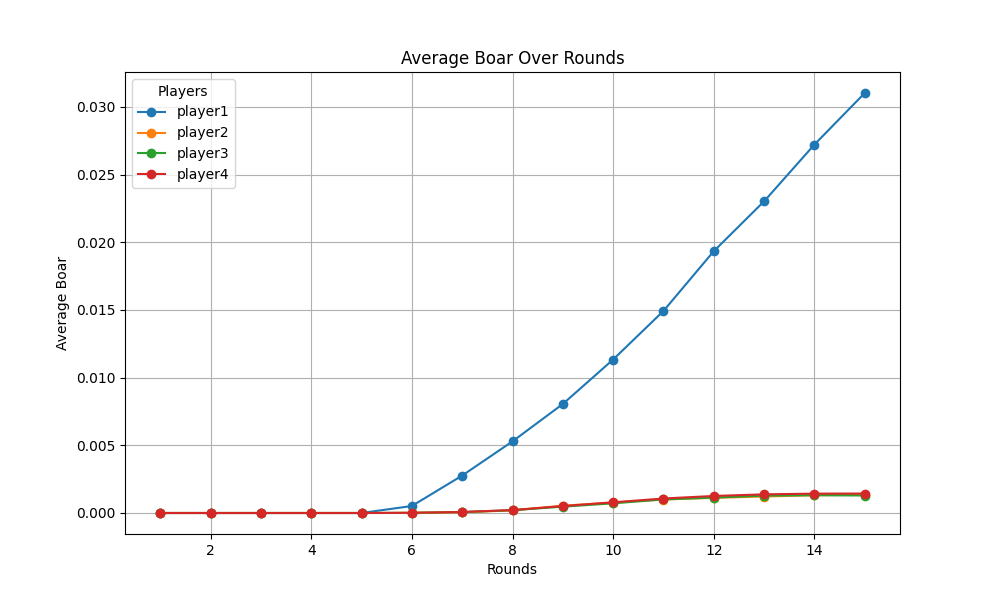 Average Boar Over Rounds
Players
player1
player2
player3
player4
Average Boar
0.030
0.025
0.020
0.015
0.010
0.005
0.000
2 4 6 8 10 12 14
Rounds